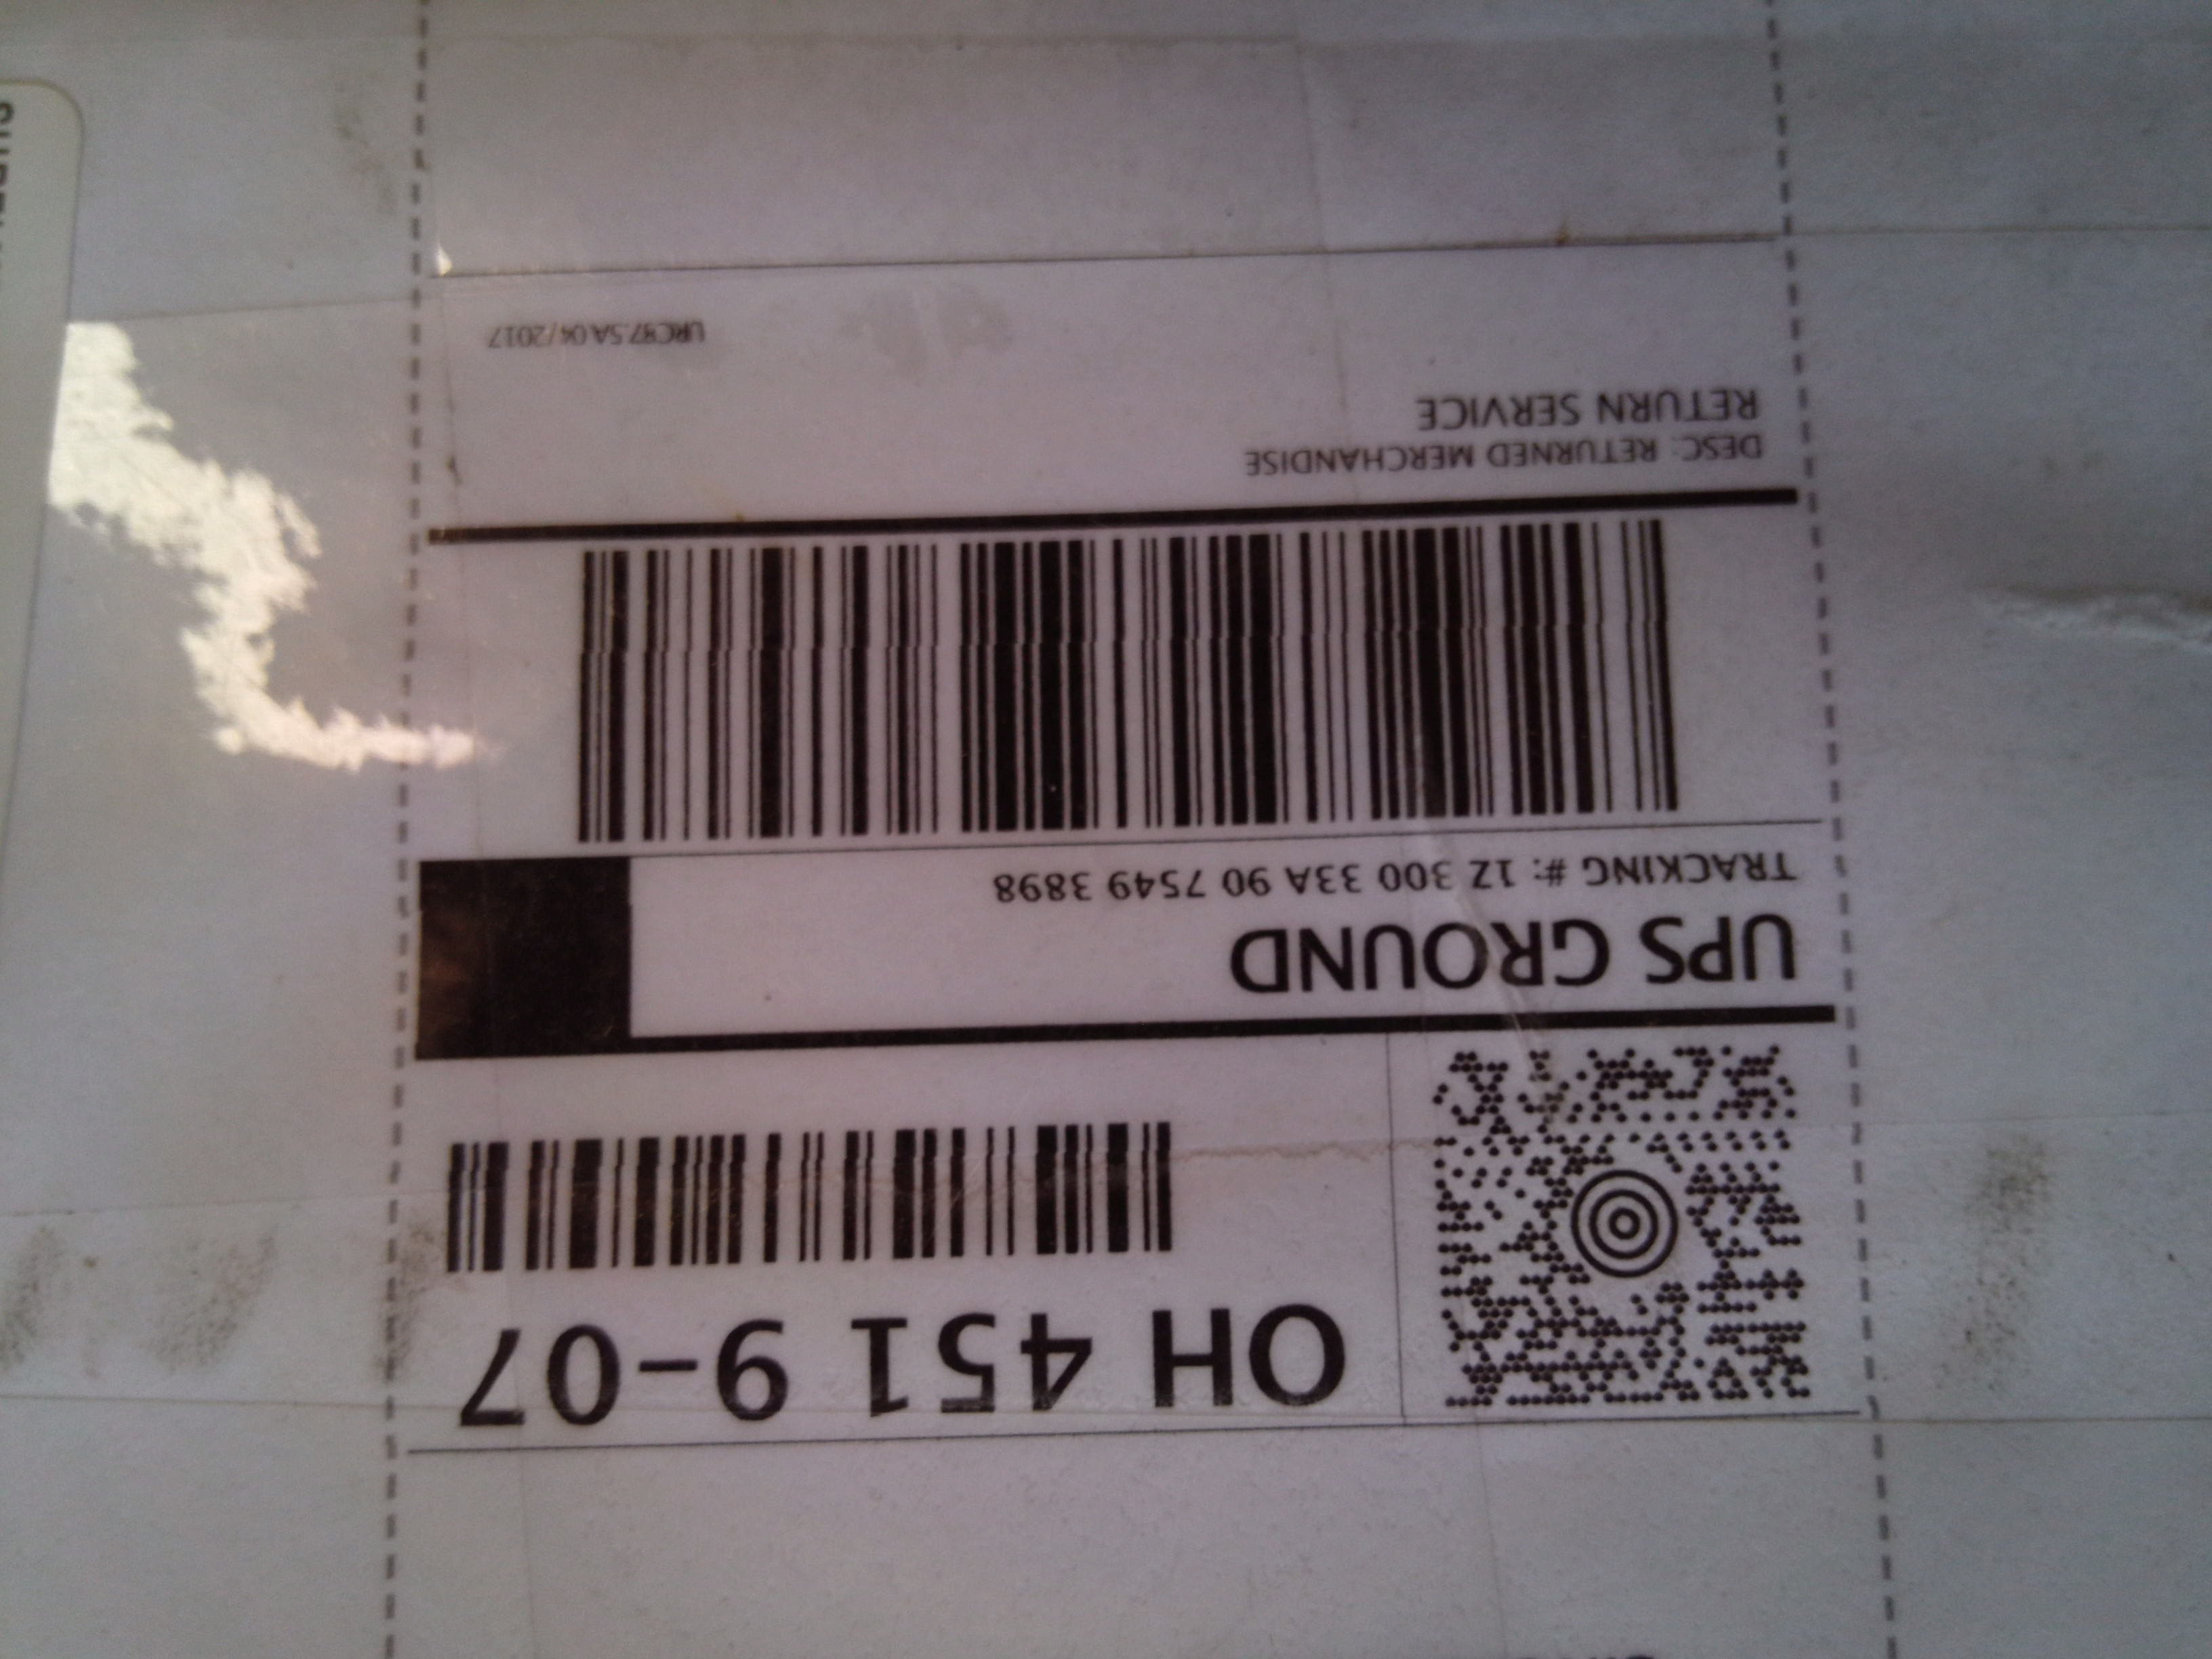 OH 451 9-07
UPS GROUND
TRACKING #: 1Z 300 33A 90 7549 3898
DESC: RETURNED MERCHANDISE
RETURN SERVICE
URC87.5A 04/2017